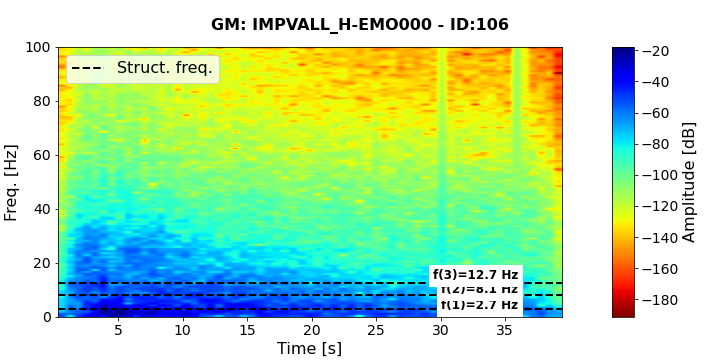 GM: IMPVALL_H-EMO000 - ID:106
100
80
60
40
20
0
Freq. [Hz]
Struct. freq.
f(3)=12.7 Hz
f(2)=8.1 Hz
f(1)=2.7 Hz
5 10 15 20 25 30 35
Time [s]
−20
−40
−60
−80
−100
−120
−140
−160
−180
Amplitude [dB]